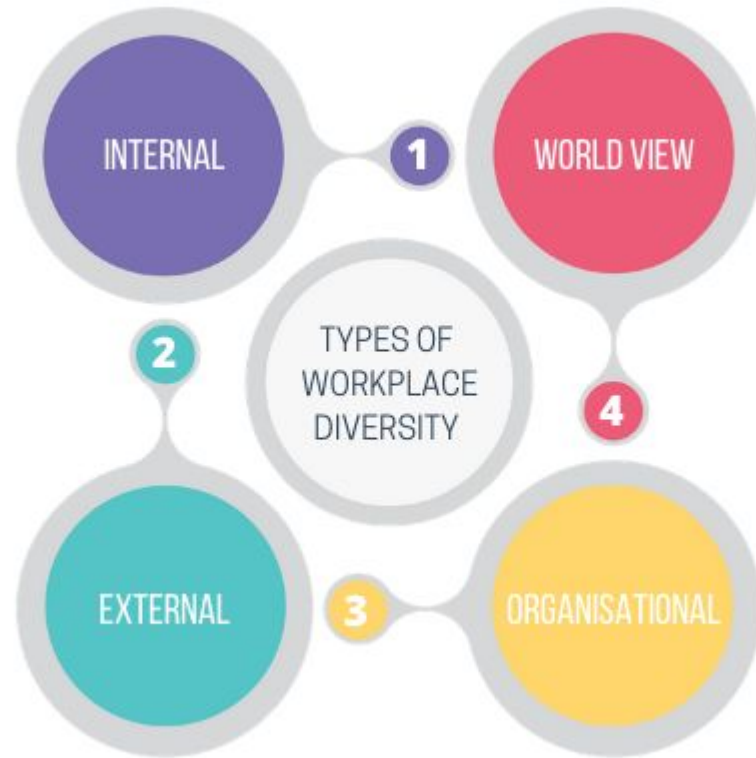 INTERNAL
1
WORLD VIEW
2
TYPES OF
WORKPLACE
DIVERSITY
4
EXTERNAL
3
ORGANISATIONAL